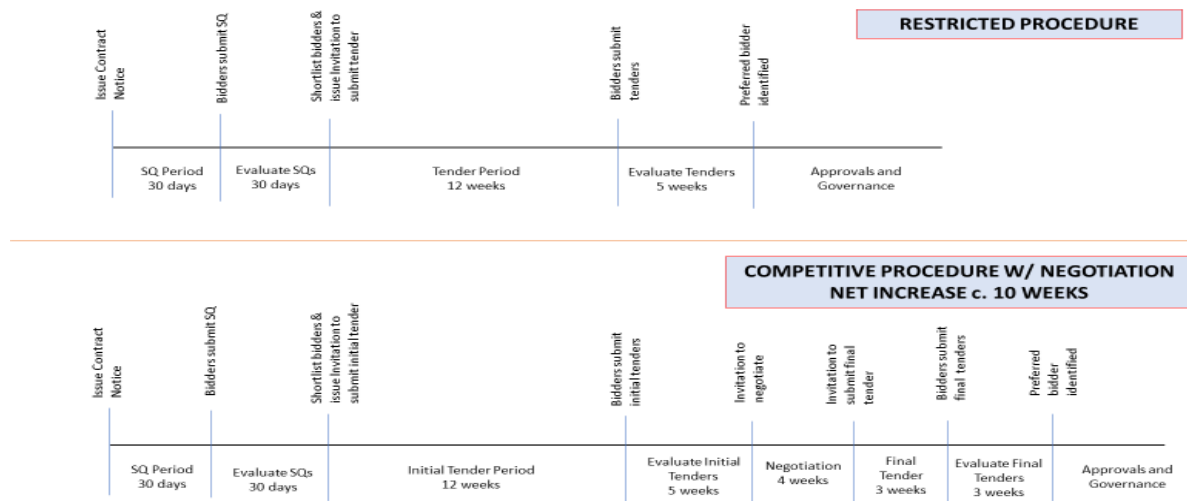 RESTRICTED PROCEDURE
Issue Contract
Notice
Bidders submit SQ
Shortlist bidders &
issue Invitation to
submit tender
Bidders submit
tenders
Preferred bidder
identified
SQ Period
30 days
Evaluate SQs
30 days
Tender Period
12 weeks
Evaluate Tenders
5 weeks
Approvals and
Governance
COMPETITIVE PROCEDURE W/ NEGOTIATION
NET INCREASE c. 10 WEEKS
Issue Contract
Notice
Bidders submit SQ
Shortlist bidders &
issue Invitation to
submit initial tender
Bidders submit
initial tenders
Invitation to
negotiate
Invitation to
submit final
tender
Bidders submit
final tenders
Preferred
bidder
identified
SQ Period
30 days
Evaluate SQs
30 days
Initial Tender Period
12 weeks
Evaluate Initial
Tenders
5 weeks
Negotiation
4 weeks
Final
Tender
3 weeks
Evaluate Final
Tenders
3 weeks
Approvals and
Governance